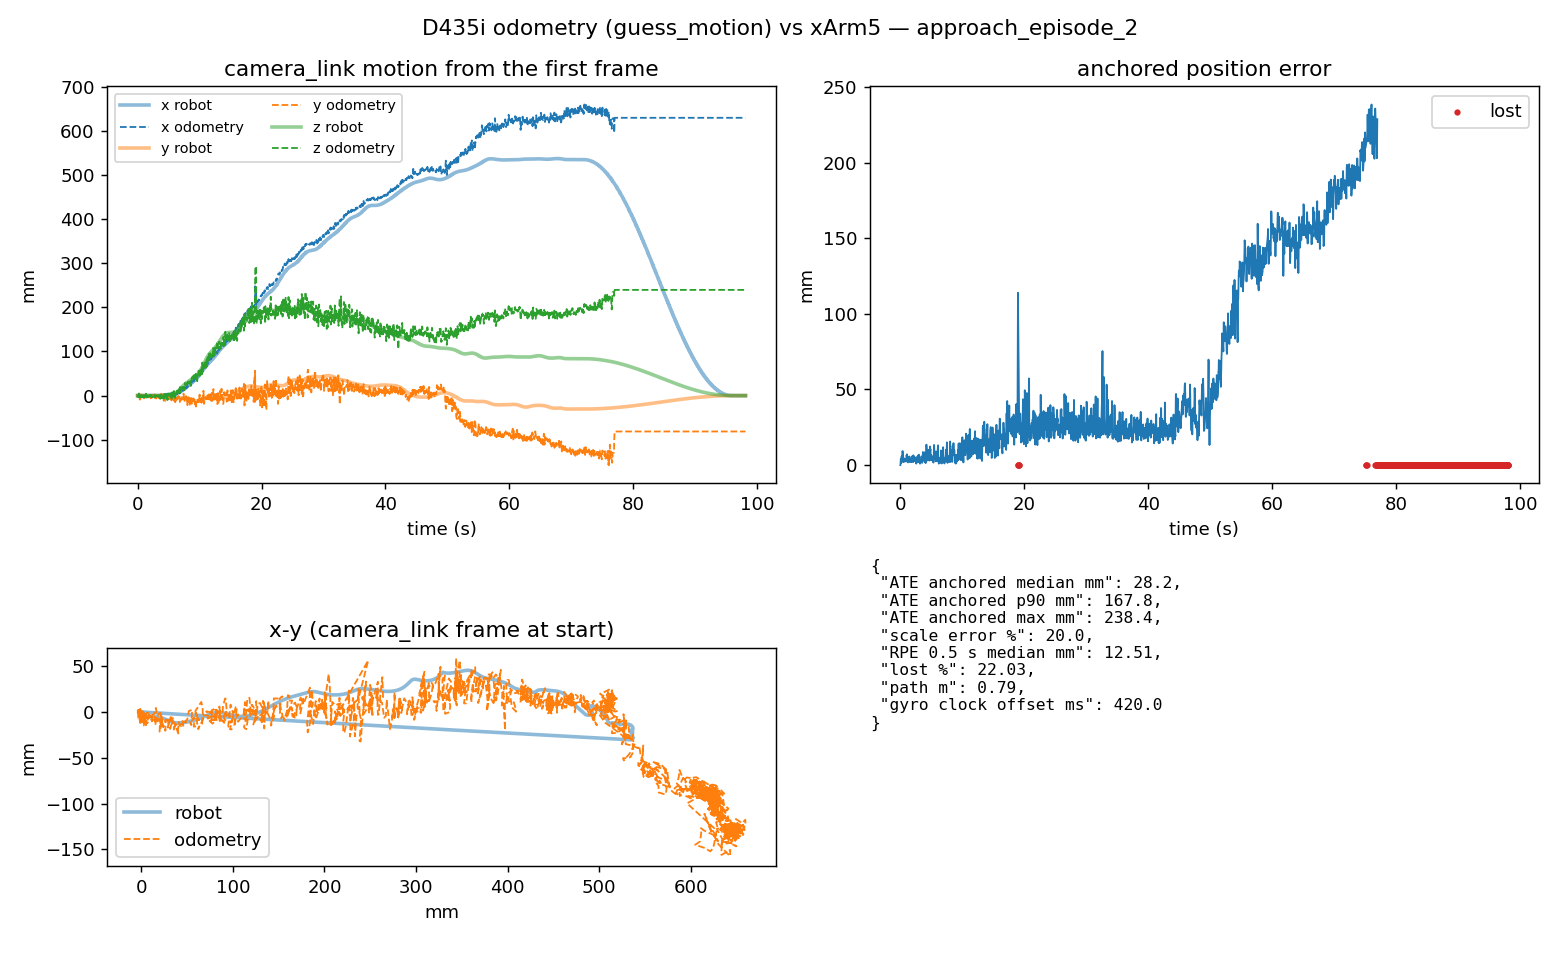 D435i odometry (guess_motion) vs xArm5 — approach_episode_2
camera_link motion from the first frame
700
600
500
400
300
200
100
0
−100
mm
x robot
x odometry
y robot
y odometry
z robot
z odometry
0 20 40 60 80 100
time (s)
anchored position error
250
200
150
100
50
0
mm
lost
0 20 40 60 80 100
time (s)
x-y (camera_link frame at start)
50
0
−50
−100
−150
mm
robot
odometry
0 100 200 300 400 500 600
mm
{
"ATE anchored median mm": 28.2,
"ATE anchored p90 mm": 167.8,
"ATE anchored max mm": 238.4,
"scale error %": 20.0,
"RPE 0.5 s median mm": 12.51,
"lost %": 22.03,
"path m": 0.79,
"gyro clock offset ms": 420.0
}